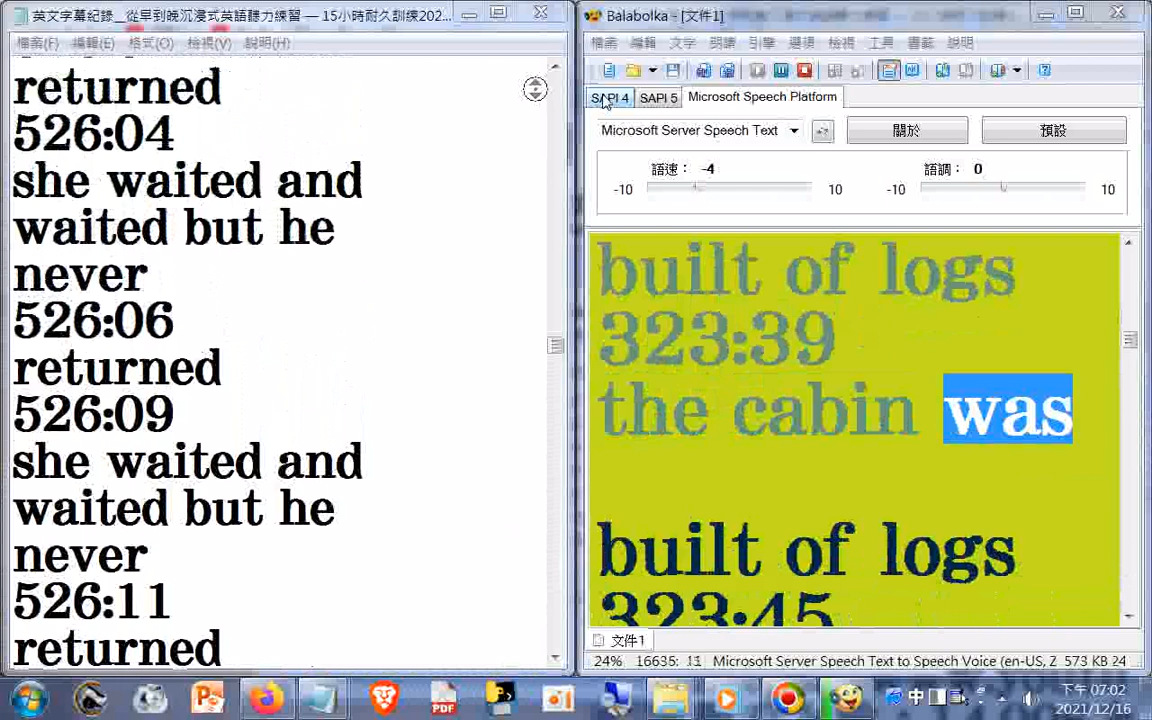 英文字幕紀錄__從早到晚沉浸式英語聽力練習 — 15小時耐久訓練202...
檔案(F) 編輯(E) 格式(O) 檢視(V) 說明(H)
returned
526:04
she waited and
waited but he
never
526:06
returned
526:09
she waited and
waited but he
never
526:11
returned
Balabolka - [文件1]
檔案 編輯 文字 朗讀 引擎 選項 檢視 工具 書籤 說明
SAPI 4 SAPI 5 Microsoft Speech Platform
Microsoft Server Speech Text 關於 預設
語速： -4 語調： 0
-10 10 -10 10
built of logs
323:39
the cabin was
built of logs
323:45
文件1
24% 16635: 11 Microsoft Server Speech Text to Speech Voice (en-US, Z 573 KB 24
PDF
中
下午 07:02
2021/12/16